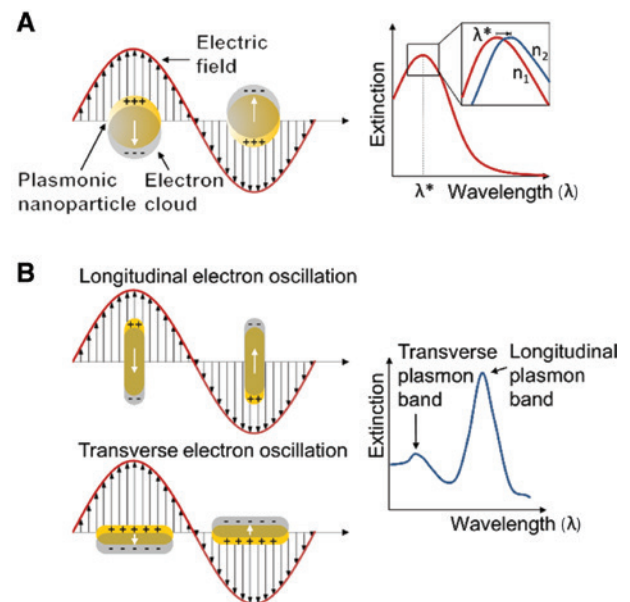 A
Electric
field
+++
- - -
- - -
+++
Plasmonic
nanoparticle
Electron
cloud
Extinction
λ*
n₂
n₁
λ*
Wavelength (λ)
B
Longitudinal electron oscillation
++
- -
- -
++
Transverse electron oscillation
+ + + + +
- - - - -
- - - - -
+ + + + +
Extinction
Transverse
plasmon
band
Longitudinal
plasmon
band
Wavelength (λ)